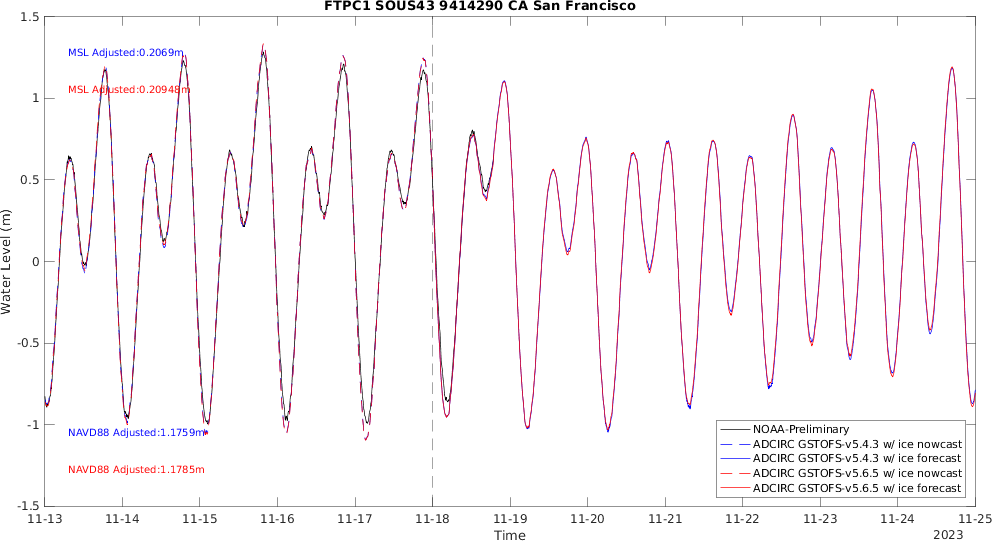 FTPC1 SOUS43 9414290 CA San Francisco
1.5
1
0.5
0
-0.5
-1
-1.5
Water Level (m)
MSL Adjusted:0.2069m
MSL Adjusted:0.20948m
NAVD88 Adjusted:1.1759m
NAVD88 Adjusted:1.1785m
NOAA-Preliminary
ADCIRC GSTOFS-v5.4.3 w/ ice nowcast
ADCIRC GSTOFS-v5.4.3 w/ ice forecast
ADCIRC GSTOFS-v5.6.5 w/ ice nowcast
ADCIRC GSTOFS-v5.6.5 w/ ice forecast
11-13 11-14 11-15 11-16 11-17 11-18 11-19 11-20 11-21 11-22 11-23 11-24 11-25
Time
2023